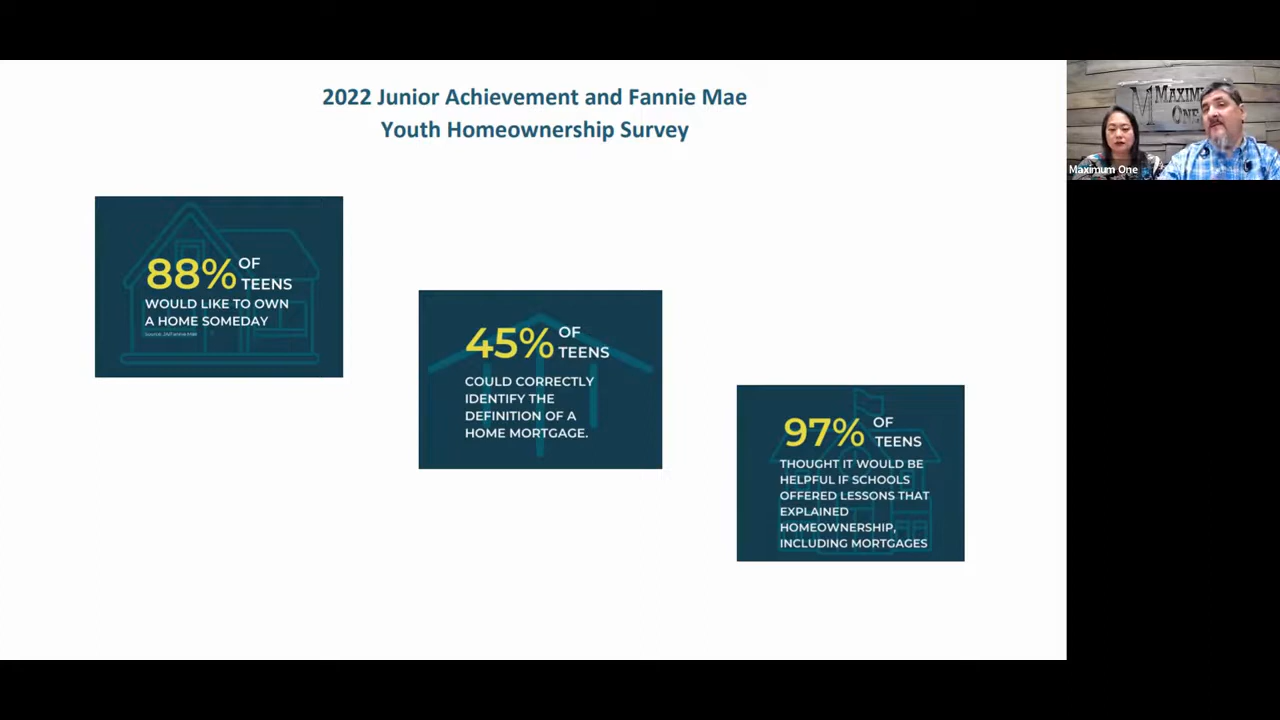 2022 Junior Achievement and Fannie Mae
Youth Homeownership Survey
88% OF
TEENS
WOULD LIKE TO OWN
A HOME SOMEDAY
45% OF
TEENS
COULD CORRECTLY
IDENTIFY THE
DEFINITION OF A
HOME MORTGAGE.
97% OF
TEENS
THOUGHT IT WOULD BE
HELPFUL IF SCHOOLS
OFFERED LESSONS THAT
EXPLAINED
HOMEOWNERSHIP,
INCLUDING MORTGAGES
Maximum One